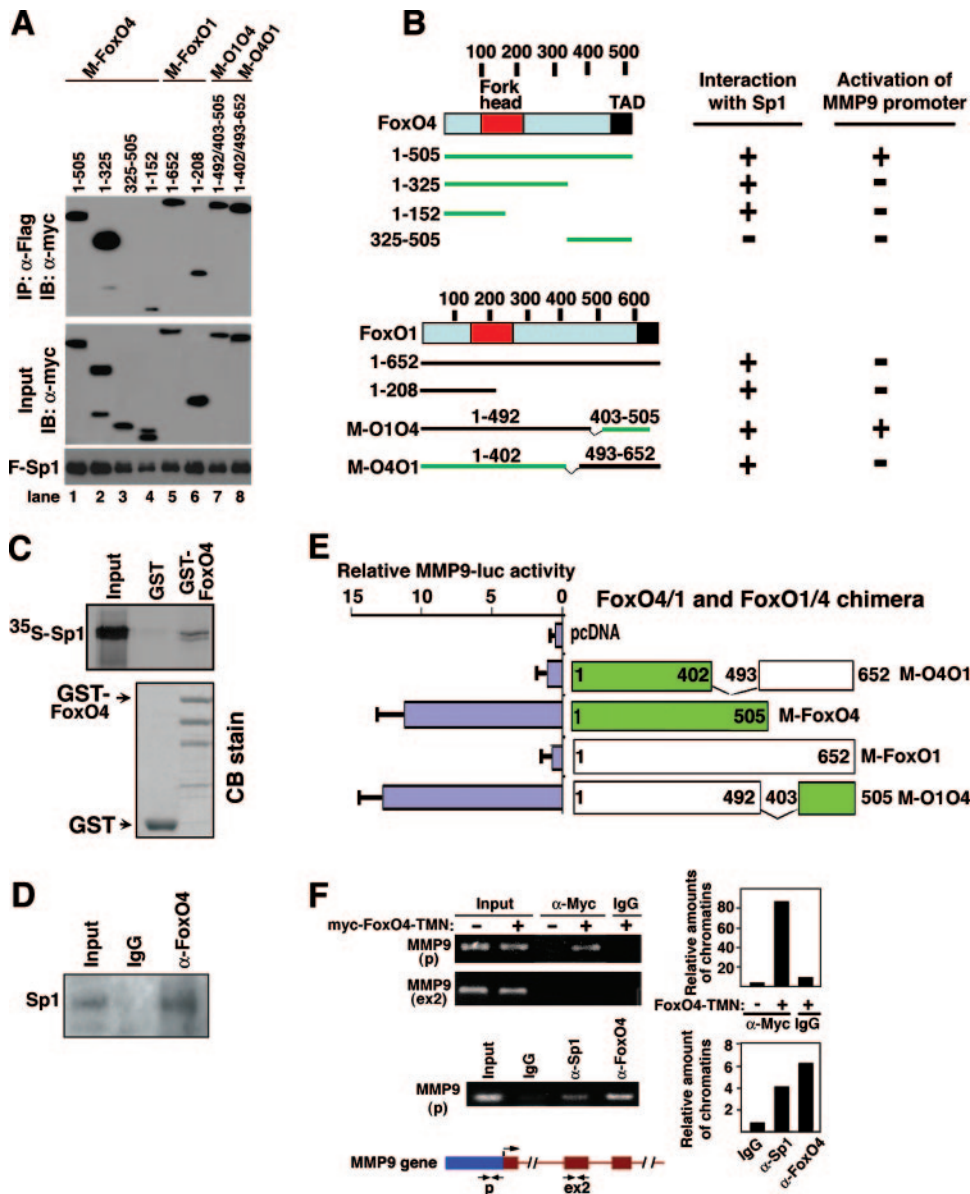 A
M-FoxO4
M-FoxO1
M-O1O4
M-O4O1
1-505
1-325
325-505
1-152
1-652
1-208
1-492/403-505
1-402/493-652
IP: α-Flag
IB: α-myc
Input
IB: α-myc
F-Sp1
lane 1 2 3 4 5 6 7 8
B
100 200 300 400 500
Interaction
with Sp1
Activation of
MMP9 promoter
Fork
head
TAD
FoxO4
1-505 + +
1-325 + -
1-152 + -
325-505 - -
100 200 300 400 500 600
FoxO1
1-652 + -
1-208 + -
1-492 403-505
M-O1O4 + +
1-402 493-652
M-O4O1 + -
C
Input
GST
GST-
FoxO4
35S-Sp1
GST-
FoxO4
CB stain
GST
D
Input
IgG
α-FoxO4
Sp1
E
Relative MMP9-luc activity
15 10 5 0
FoxO4/1 and FoxO1/4 chimera
pcDNA
1 402 493 652 M-O4O1
1 505 M-FoxO4
1 652 M-FoxO1
1 492 403 505 M-O1O4
F
Input α-Myc IgG
myc-FoxO4-TMN: - + - + +
MMP9
(p)
MMP9
(ex2)
Input
IgG
α-Sp1
α-FoxO4
MMP9
(p)
MMP9 gene
p ex2
Relative amounts
of chromatins
80
60
40
20
FoxO4-TMN: - + +
α-Myc IgG
Relative amount
of chromatins
8
6
4
2
IgG
α-Sp1
α-FoxO4